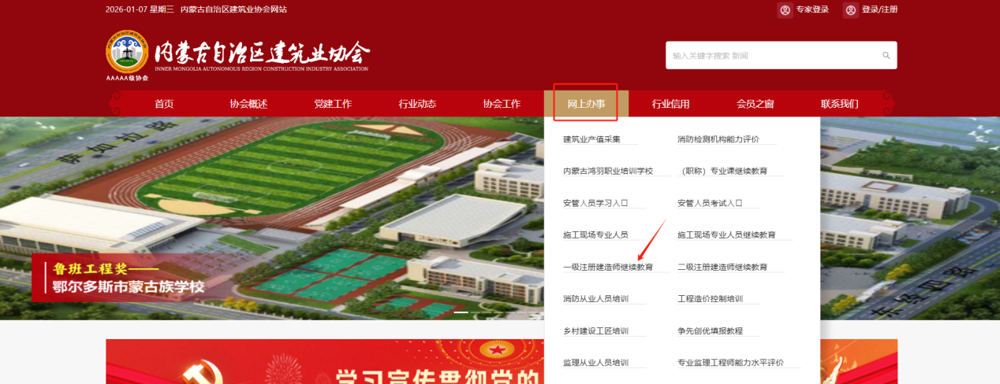 2026-01-07 星期三 内蒙古自治区建筑业协会网站
专家登录 登录/注册
内蒙古自治区建筑业协会
INNER MONGOLIA AUTONOMOUS REGION CONSTRUCTION INDUSTRY ASSOCIATION
AAAAA级协会
输入关键字搜索 新闻
首页 协会概述 党建工作 行业动态 协会工作 网上办事 行业信用 会员之窗 联系我们
建筑业产值采集 消防检测机构能力评价
内蒙古鸿羽职业培训学校 (职称)专业课继续教育
安管人员学习入口 安管人员考试入口
施工现场专业人员 施工现场专业人员继续教育
一级注册建造师继续教育 二级注册建造师继续教育
消防从业人员培训 工程造价控制培训
乡村建设工匠培训 争先创优填报教程
监理从业人员培训 专业监理工程师能力水平评价
鲁班工程奖——
鄂尔多斯市蒙古族学校
学习宣传贯彻党的